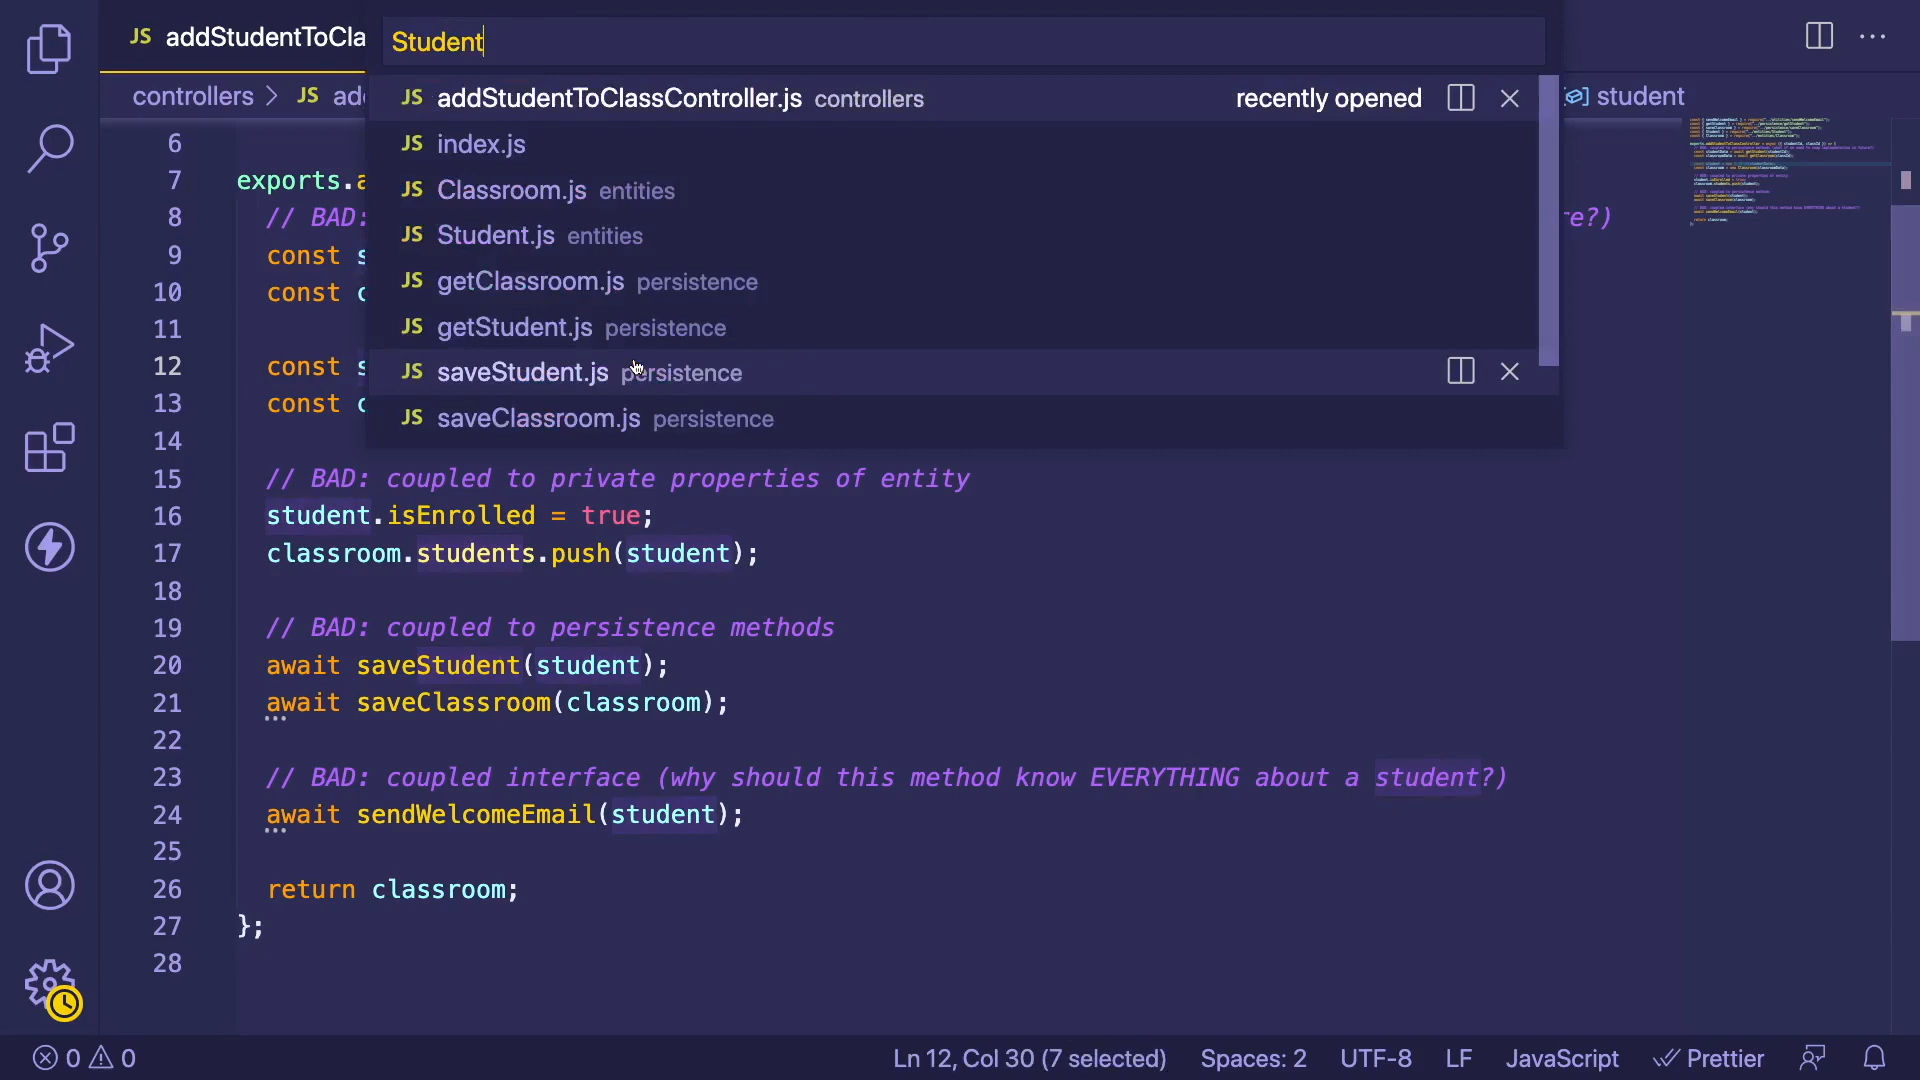 JS addStudentToCla
Student
JS addStudentToClassController.js controllers recently opened
JS index.js
JS Classroom.js entities
JS Student.js entities
JS getClassroom.js persistence
JS getStudent.js persistence
JS saveStudent.js persistence
JS saveClassroom.js persistence
controllers > JS ad
student
6
7 exports.a
8 // BAD: re?)
9 const s
10 const c
11
12 const s
13 const c
14
15 // BAD: coupled to private properties of entity
16 student.isEnrolled = true;
17 classroom.students.push(student);
18
19 // BAD: coupled to persistence methods
20 await saveStudent(student);
21 await saveClassroom(classroom);
22
23 // BAD: coupled interface (why should this method know EVERYTHING about a student?)
24 await sendWelcomeEmail(student);
25
26 return classroom;
27 };
28
0 0 Ln 12, Col 30 (7 selected) Spaces: 2 UTF-8 LF JavaScript Prettier